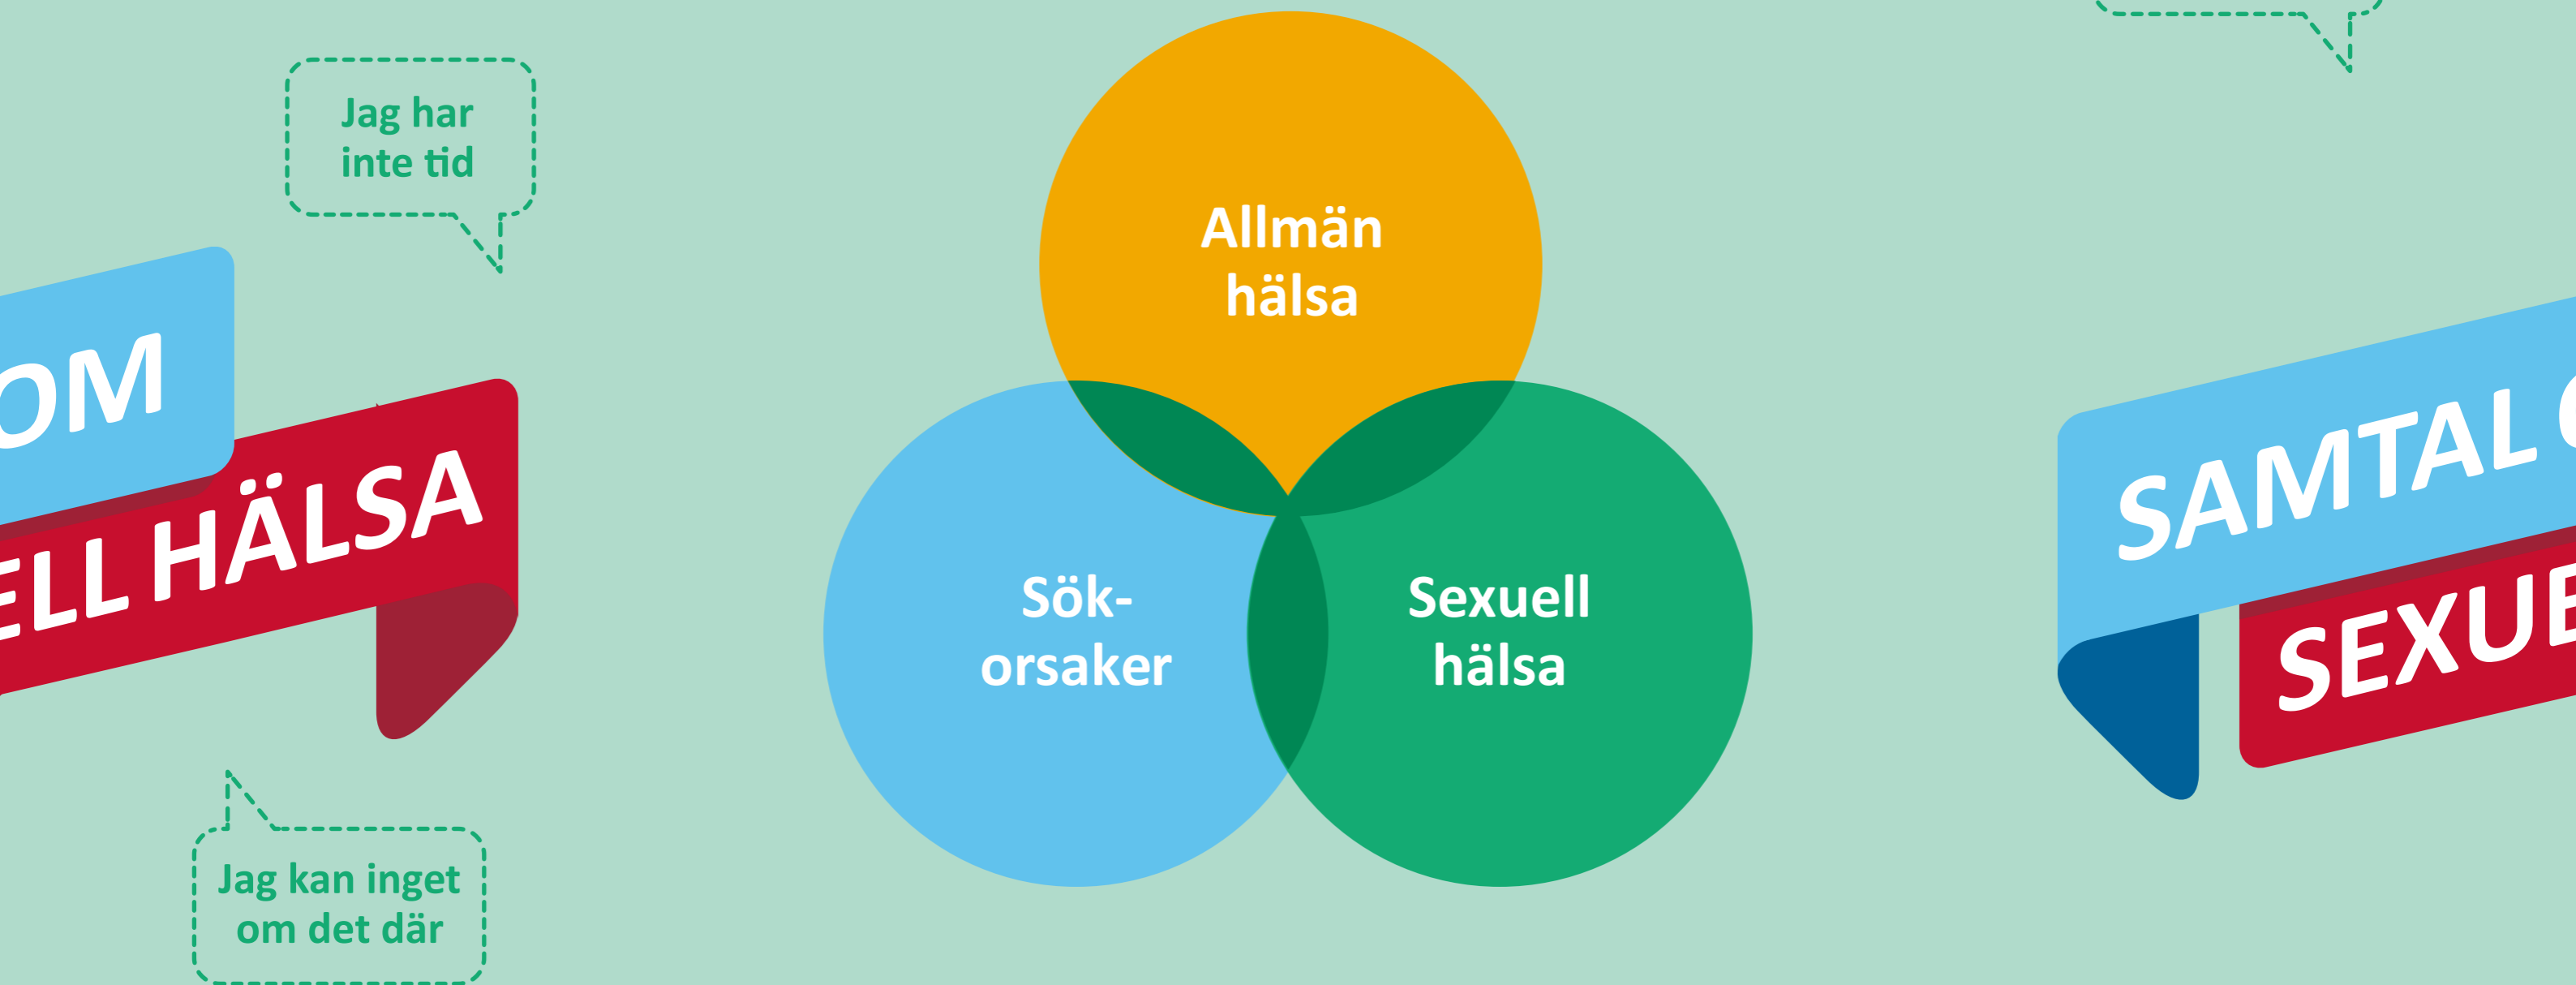 Jag har
inte tid
OM
ELL HÄLSA
Jag kan inget
om det där
Allmän
hälsa
Sök-
orsaker
Sexuell
hälsa
SAMTAL
SEXUE